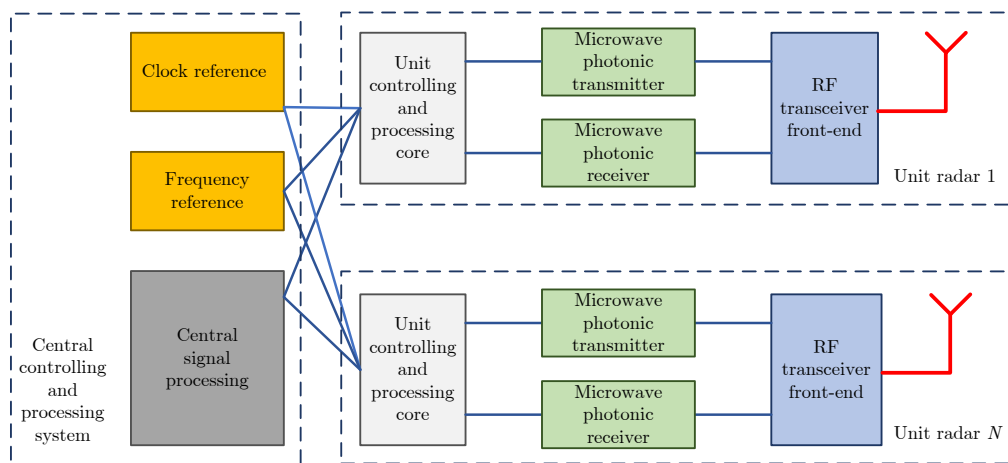 Clock reference
Frequency
reference
Central
signal
processing
Central
controlling
and
processing
system
Unit
controlling
and
processing
core
Microwave
photonic
transmitter
Microwave
photonic
receiver
RF
transceiver
front-end
Unit radar 1
Unit
controlling
and
processing
core
Microwave
photonic
transmitter
Microwave
photonic
receiver
RF
transceiver
front-end
Unit radar N